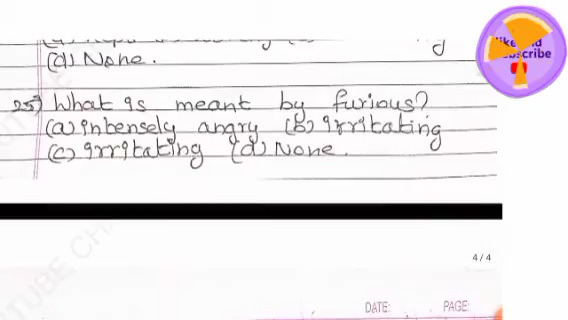 (d) None.
25) What is meant by furious?
(a) intensely angry (b) irritating
(c) irritating (d) None.
4 / 4
DATE: PAGE: